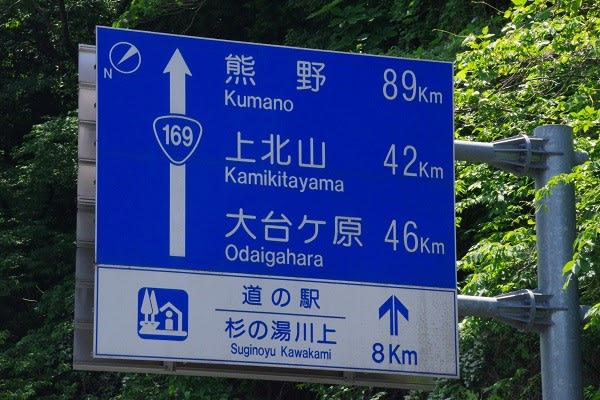 N
169
熊野 89Km
Kumano
上北山 42Km
Kamikitayama
大台ケ原 46Km
Odaigahara
道の駅
杉の湯川上
Suginoyu Kawakami
8Km